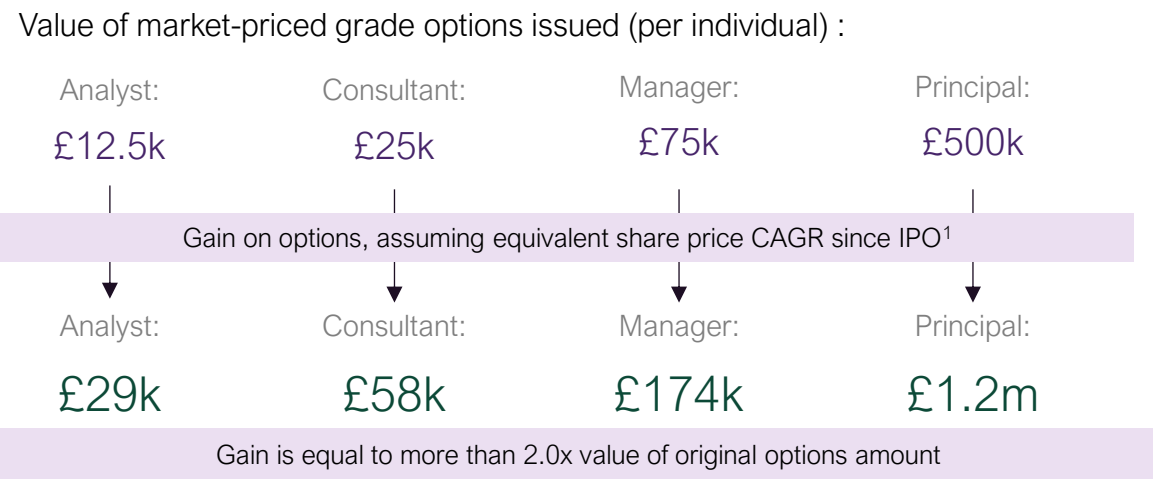 Value of market-priced grade options issued (per individual) :
Analyst: Consultant: Manager: Principal:
£12.5k £25k £75k £500k
Gain on options, assuming equivalent share price CAGR since IPO1
Analyst: Consultant: Manager: Principal:
£29k £58k £174k £1.2m
Gain is equal to more than 2.0x value of original options amount